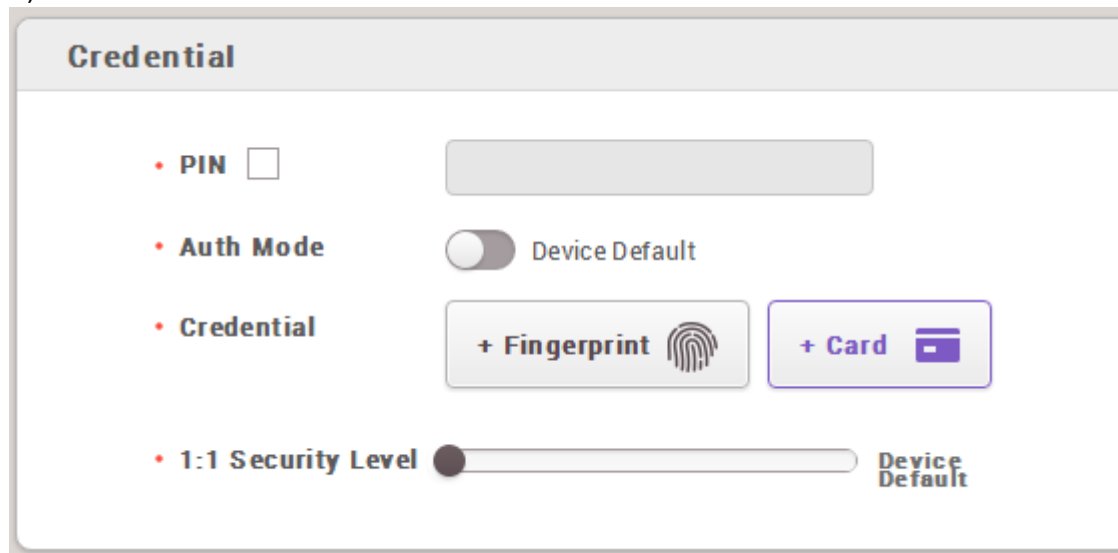 Credential
• PIN
• Auth Mode Device Default
• Credential + Fingerprint + Card
• 1:1 Security Level Device
Default